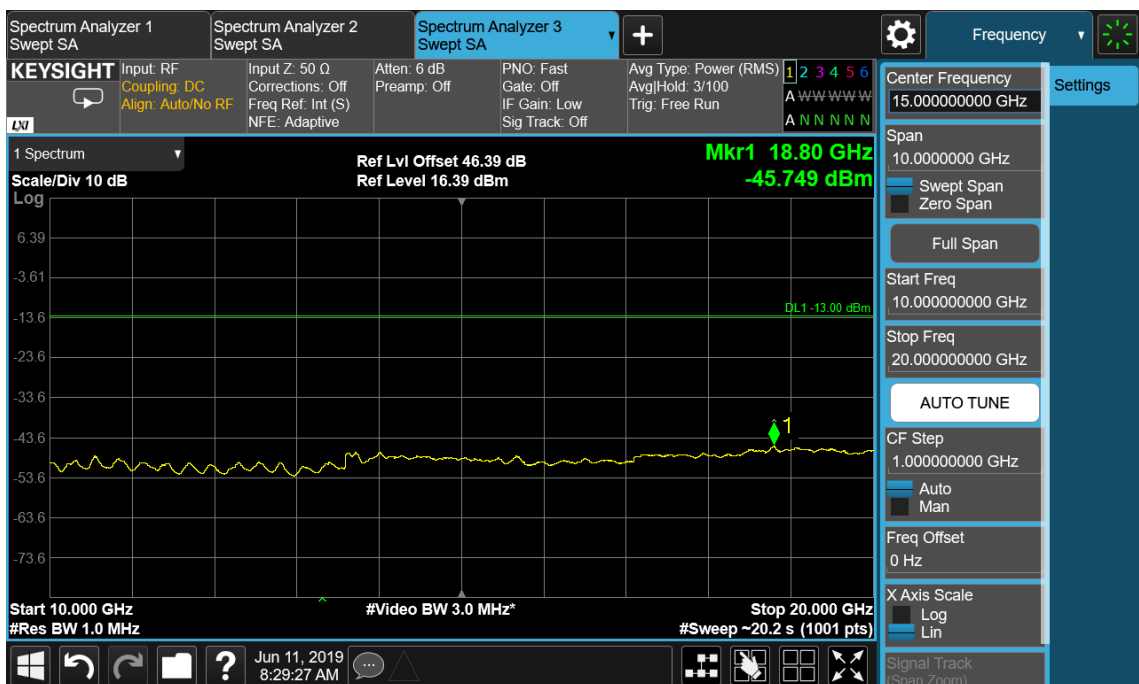 Spectrum Analyzer 1
Swept SA
Spectrum Analyzer 2
Swept SA
Spectrum Analyzer 3
Swept SA
Frequency
KEYSIGHT
LXI
Input: RF
Coupling: DC
Align: Auto/No RF
Input Z: 50 Ω
Corrections: Off
Freq Ref: Int (S)
NFE: Adaptive
Atten: 6 dB
Preamp: Off
PNO: Fast
Gate: Off
IF Gain: Low
Sig Track: Off
Avg Type: Power (RMS)
Avg|Hold: 3/100
Trig: Free Run
1 2 3 4 5 6
A W W W W W
A N N N N N
1 Spectrum
Scale/Div 10 dB
Log
Ref Lvl Offset 46.39 dB
Ref Level 16.39 dBm
Mkr1 18.80 GHz
-45.749 dBm
6.39
-3.61
-13.6
-23.6
-33.6
-43.6
-53.6
-63.6
-73.6
DL1 -13.00 dBm
1
Start 10.000 GHz
#Res BW 1.0 MHz
#Video BW 3.0 MHz*
Stop 20.000 GHz
#Sweep ~20.2 s (1001 pts)
Jun 11, 2019
8:29:27 AM
Center Frequency
15.000000000 GHz
Span
10.0000000 GHz
Swept Span
Zero Span
Full Span
Start Freq
10.000000000 GHz
Stop Freq
20.000000000 GHz
AUTO TUNE
CF Step
1.000000000 GHz
Auto
Man
Freq Offset
0 Hz
X Axis Scale
Log
Lin
Signal Track
(Span Zoom)
Settings